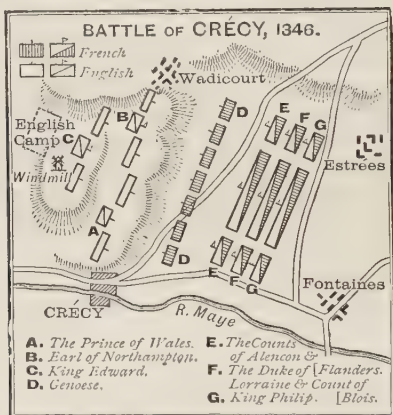 BATTLE OF CRÉCY, 1346.
French
English
Wadicourt
English
Camp
Windmill
Estrées
Fontaines
CRÉCY
R. Maye
A
B
C
D
D
E
F
G
E
F
G
A. The Prince of Wales.
B. Earl of Northampton.
C. King Edward.
D. Genoese.
E. The Counts
of Alencon &
F. The Duke of [Flanders.
Lorraine & Count of
G. King Philip. [Blois.